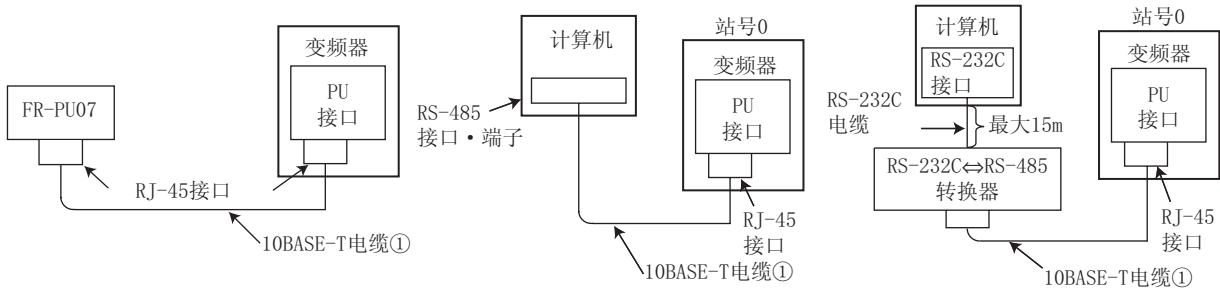 变频器
PU
接口
FR-PU07
RJ-45接口
10BASE-T电缆①
计算机
站号0
变频器
PU
接口
RS-485
接口·端子
RJ-45
接口
10BASE-T电缆①
站号0
计算机
RS-232C
接口
变频器
PU
接口
RS-232C
电缆
最大15m
RS-232C⇔RS-485
转换器
RJ-45
接口
10BASE-T电缆①